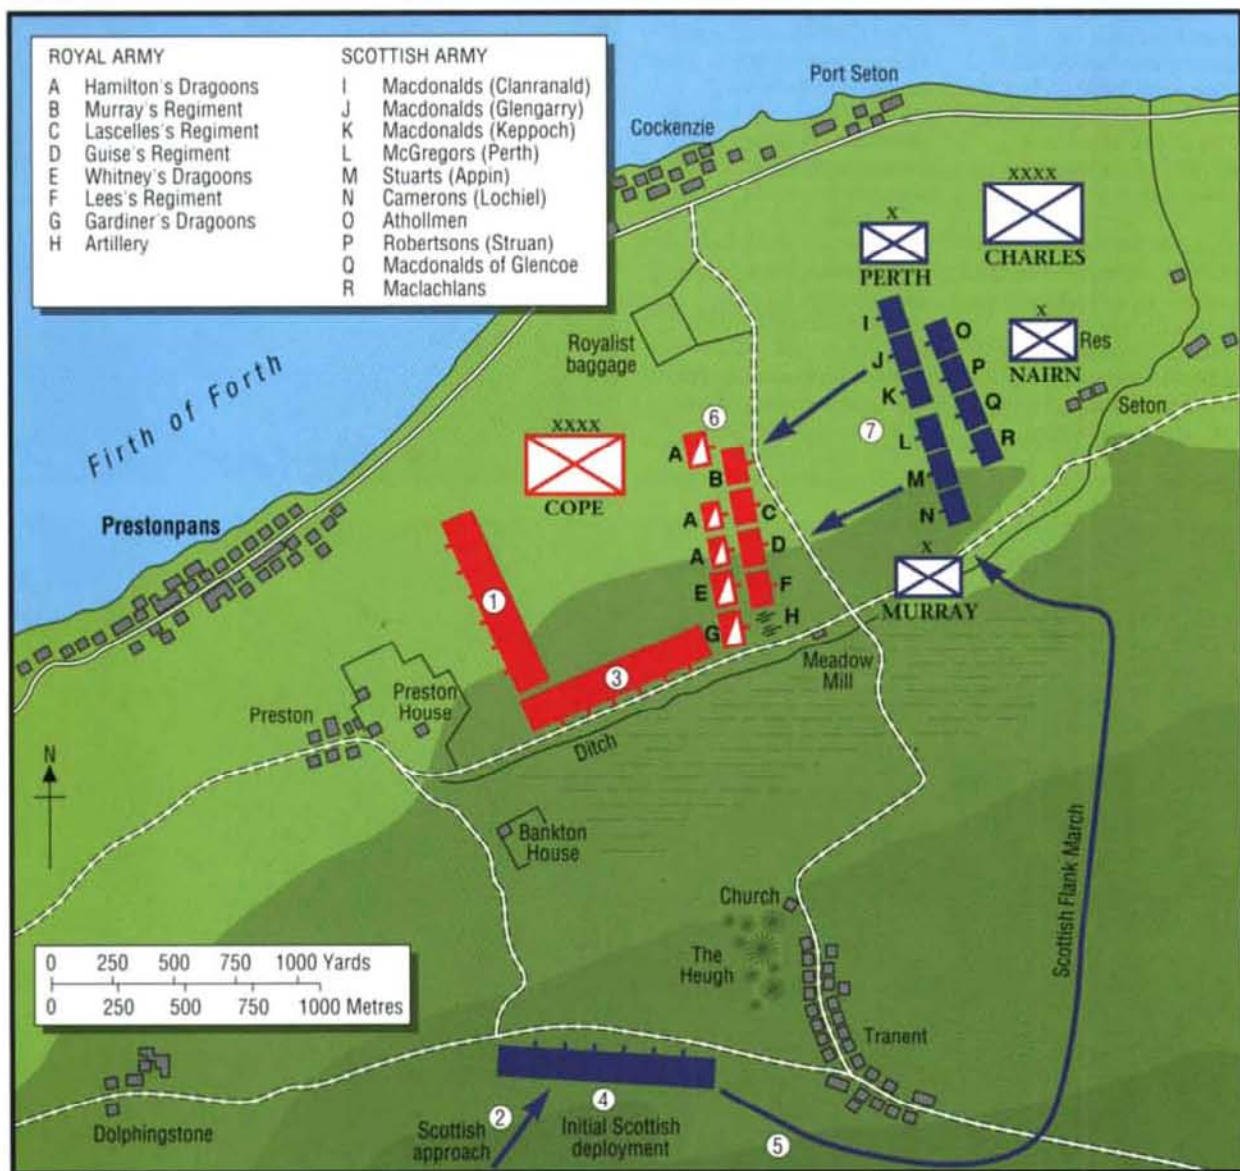 ROYAL ARMY
A Hamilton's Dragoons
B Murray's Regiment
C Lascelles's Regiment
D Guise's Regiment
E Whitney's Dragoons
F Lees's Regiment
G Gardiner's Dragoons
H Artillery
SCOTTISH ARMY
I Macdonalds (Clanranald)
J Macdonalds (Glengarry)
K Macdonalds (Keppoch)
L McGregors (Perth)
M Stuarts (Appin)
N Camerons (Lochiel)
O Athollmen
P Robertsons (Struan)
Q Macdonalds of Glencoe
R Maclachlans
Port Seton
Cockenzie
XXXX
CHARLES
X
PERTH
X
Res
NAIRN
Royalist
baggage
Firth of Forth
I
J
K
L
M
N
O
P
Q
R
Seton
6
7
XXXX
COPE
A
B
A
C
A
D
E
F
G
H
Prestonpans
1
3
X
MURRAY
Meadow
Mill
Preston
House
Preston
Ditch
N
Bankton
House
Church
The
Heugh
Scottish Flank March
Tranent
0 250 500 750 1000 Yards
0 250 500 750 1000 Metres
Dolphingstone
2
Scottish
approach
4
Initial Scottish
deployment
5